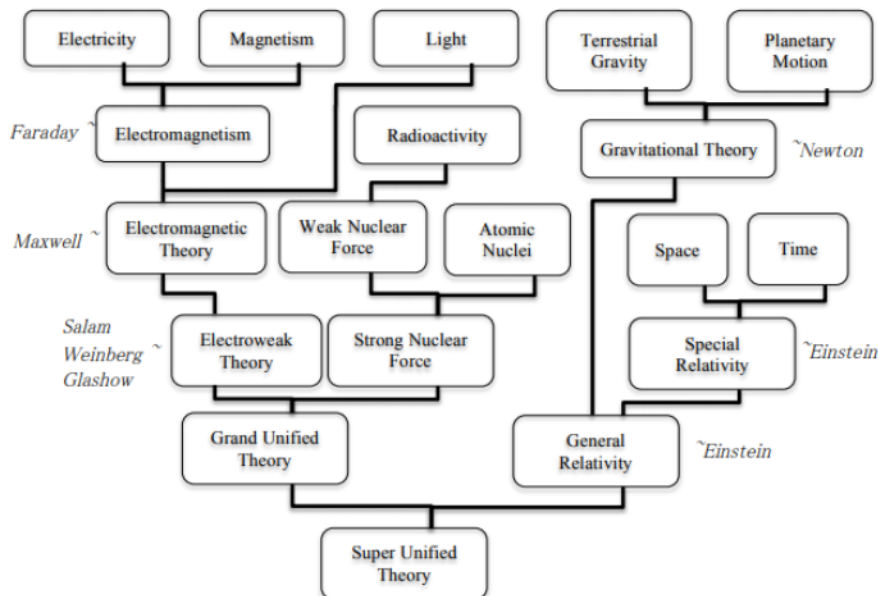 Electricity
Magnetism
Light
Terrestrial
Gravity
Planetary
Motion
Faraday ~
Electromagnetism
Radioactivity
Gravitational Theory
~Newton
Maxwell ~
Electromagnetic
Theory
Weak Nuclear
Force
Atomic
Nuclei
Space
Time
Salam
Weinberg ~
Glashow
Electroweak
Theory
Strong Nuclear
Force
Special
Relativity
~Einstein
Grand Unified
Theory
General
Relativity
~Einstein
Super Unified
Theory